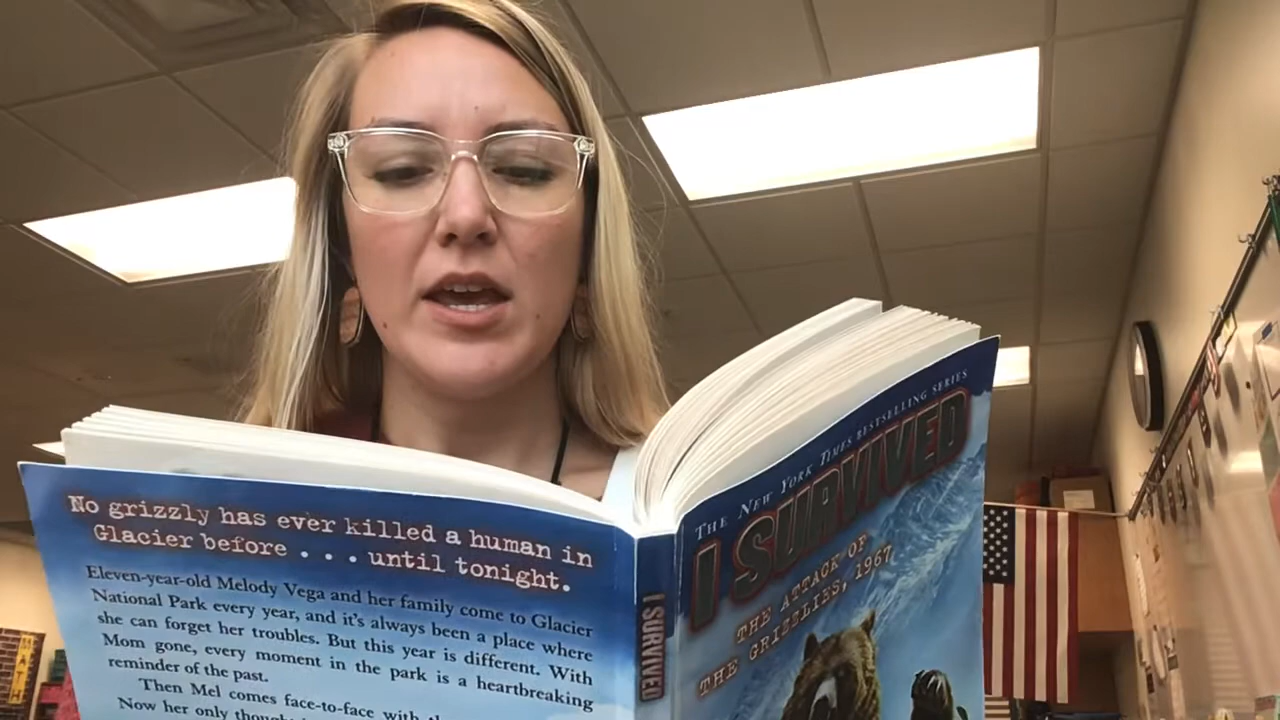 No grizzly has ever killed a human in
Glacier before . . . until tonight.
Eleven-year-old Melody Vega and her family come to Glacier
National Park every year, and it's always been a place where
she can forget her troubles. But this year is different. With
Mom gone, every moment in the park is a heartbreaking
reminder of the past.
Then Mel comes face-to-face with
Now her only
I SURVIVED
THE NEW YORK TIMES BESTSELLING SERIES
I SURVIVED
THE ATTACK OF
THE GRIZZLIES, 1967
MATH